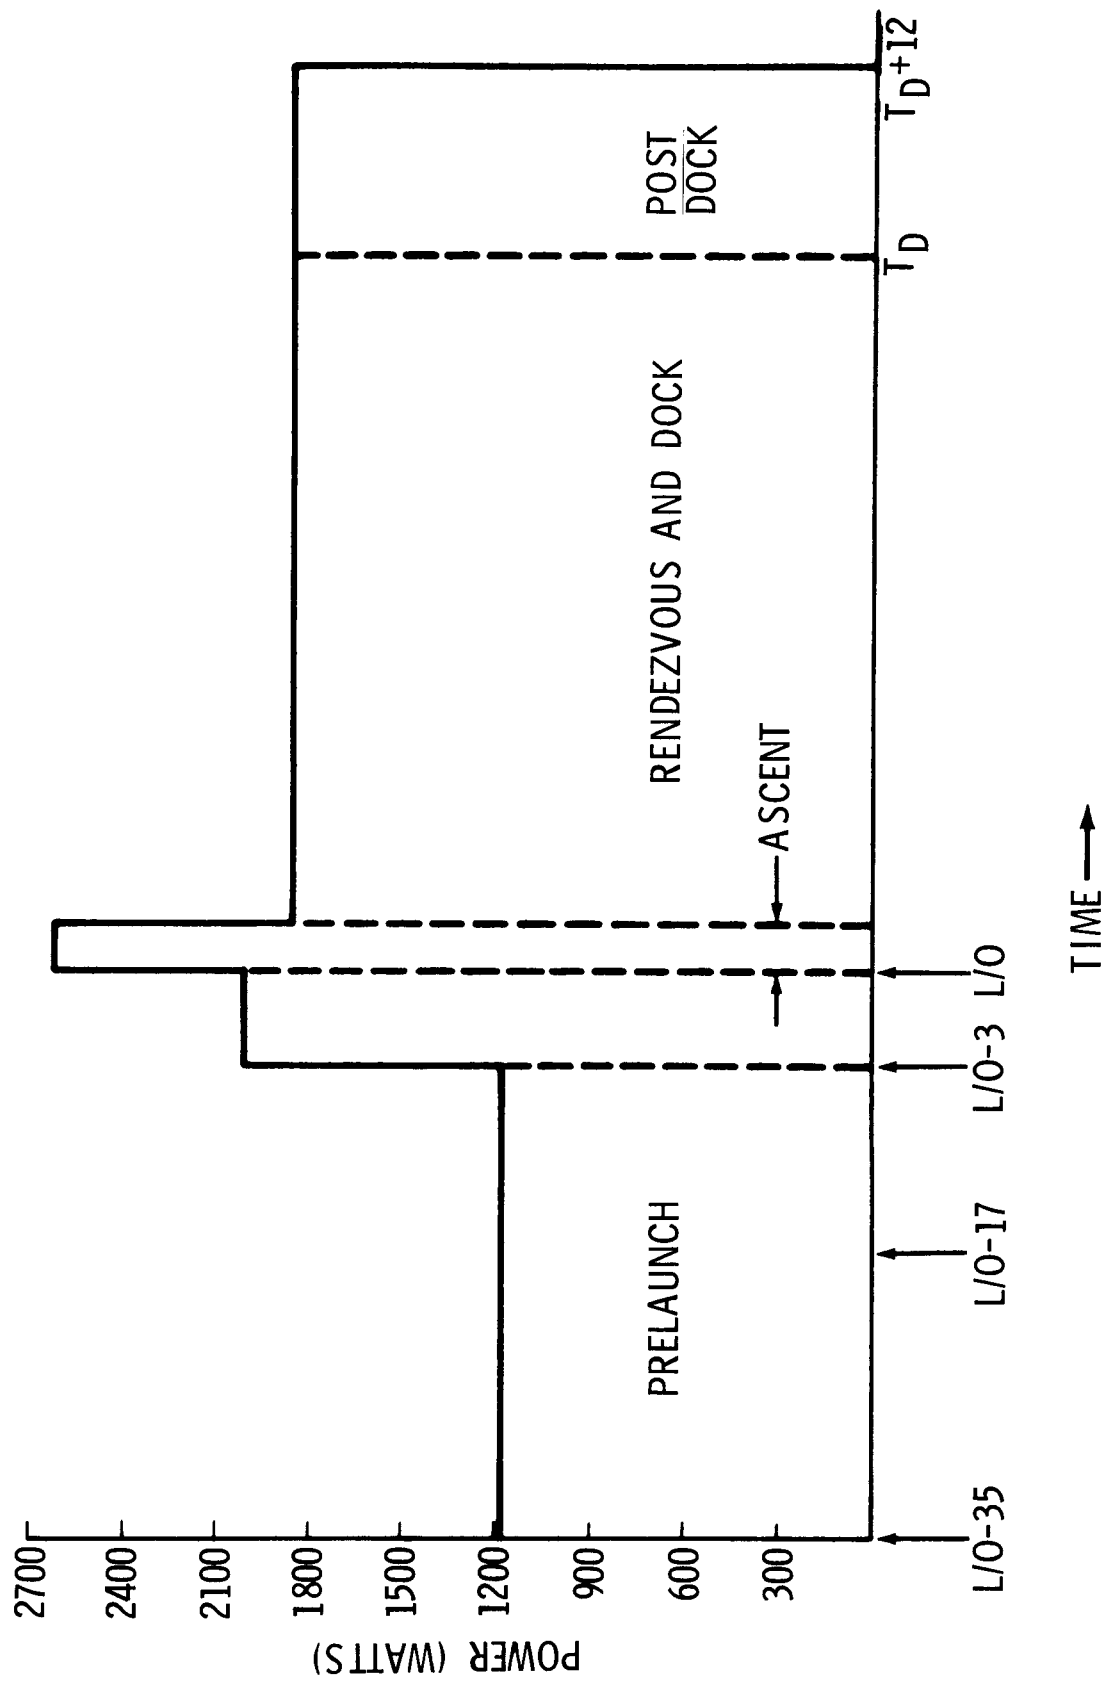 POWER (WATTS)
2700
2400
2100
1800
1500
1200
900
600
300
PRELAUNCH
ASCENT
RENDEZVOUS AND DOCK
POST
DOCK
L/O-35
L/O-17
L/O-3
L/O
T_D
T_D+12
TIME